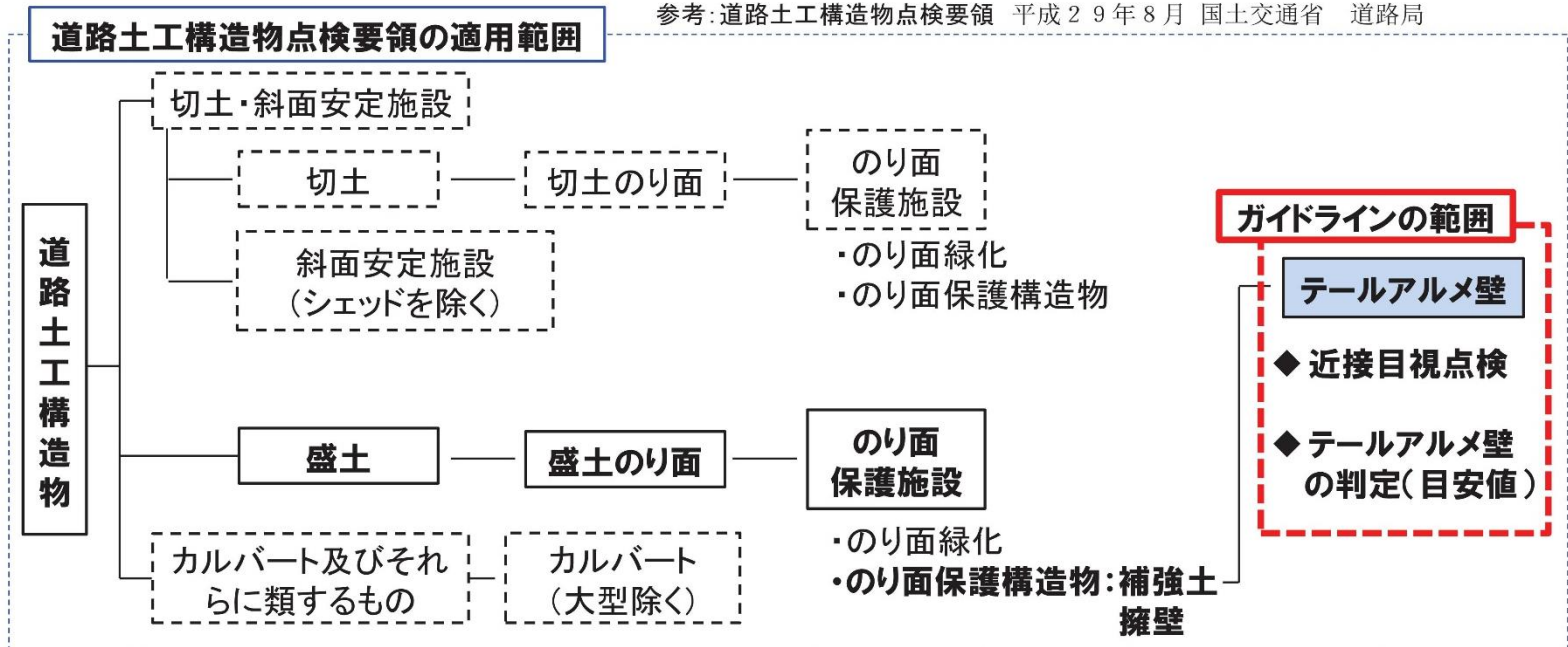 参考:道路土工構造物点検要領 平成29年8月 国土交通省 道路局
道路土工構造物点検要領の適用範囲
道路土工構造物
切土・斜面安定施設
切土
切土のり面
のり面
保護施設
・のり面緑化
・のり面保護構造物
斜面安定施設
(シェッドを除く)
盛土
盛土のり面
のり面
保護施設
・のり面緑化
・のり面保護構造物:補強土
擁壁
カルバート及びそれ
らに類するもの
カルバート
(大型除く)
ガイドラインの範囲
テールアルメ壁
◆ 近接目視点検
◆ テールアルメ壁
の判定(目安値)